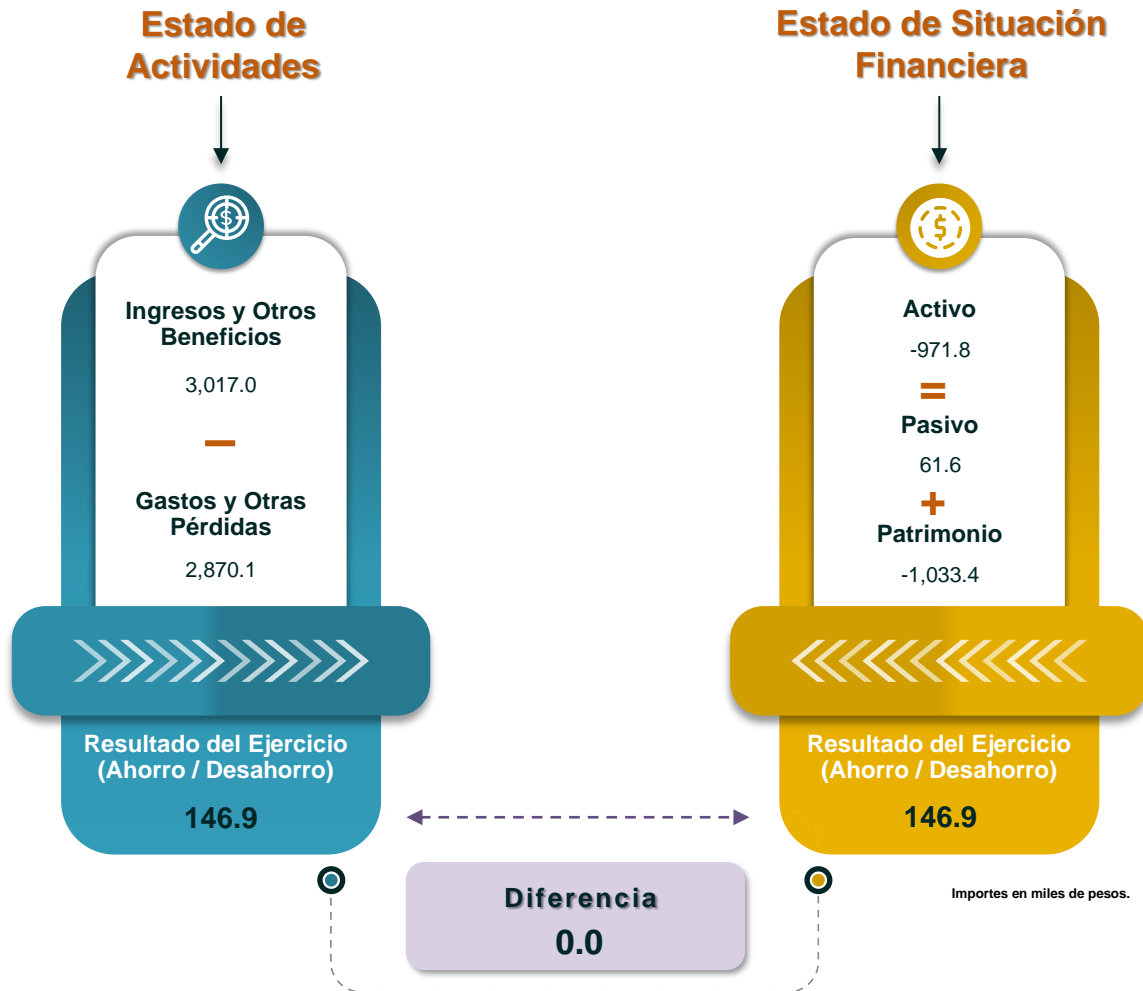 Estado de
Actividades
Ingresos y Otros
Beneficios
3,017.0
−
Gastos y Otras
Pérdidas
2,870.1
Resultado del Ejercicio
(Ahorro / Desahorro)
146.9
Estado de Situación
Financiera
$
Activo
-971.8
=
Pasivo
61.6
+
Patrimonio
-1,033.4
Resultado del Ejercicio
(Ahorro / Desahorro)
146.9
Diferencia
0.0
Importes en miles de pesos.